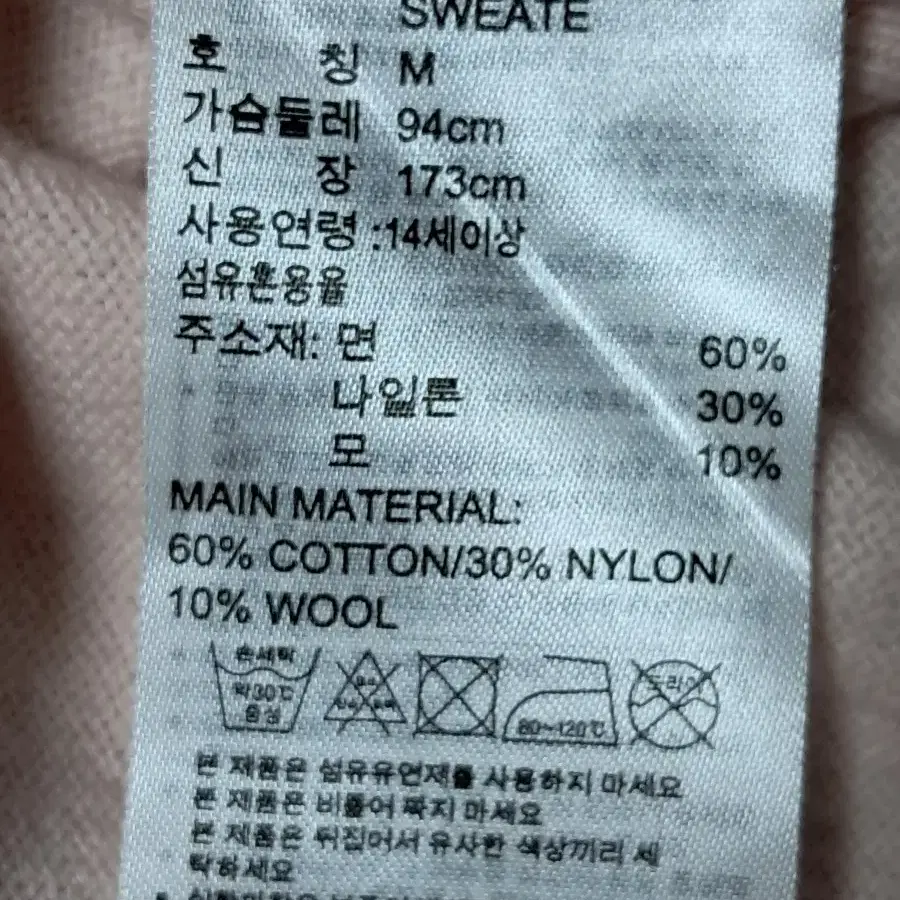 SWEATE
호 칭 M
가슴둘레 94cm
신 장 173cm
사용연령 :14세이상
섬유혼용율
주소재: 면 60%
나일론 30%
모 10%
MAIN MATERIAL:
60% COTTON/30% NYLON/
10% WOOL
손세탁
약30℃
중성
80~120℃
드라이
본 제품은 섬유유연제를 사용하지 마세요
본 제품은 비틀어 짜지 마세요
본 제품은 뒤집어서 유사한 색상끼리 세
탁하세요